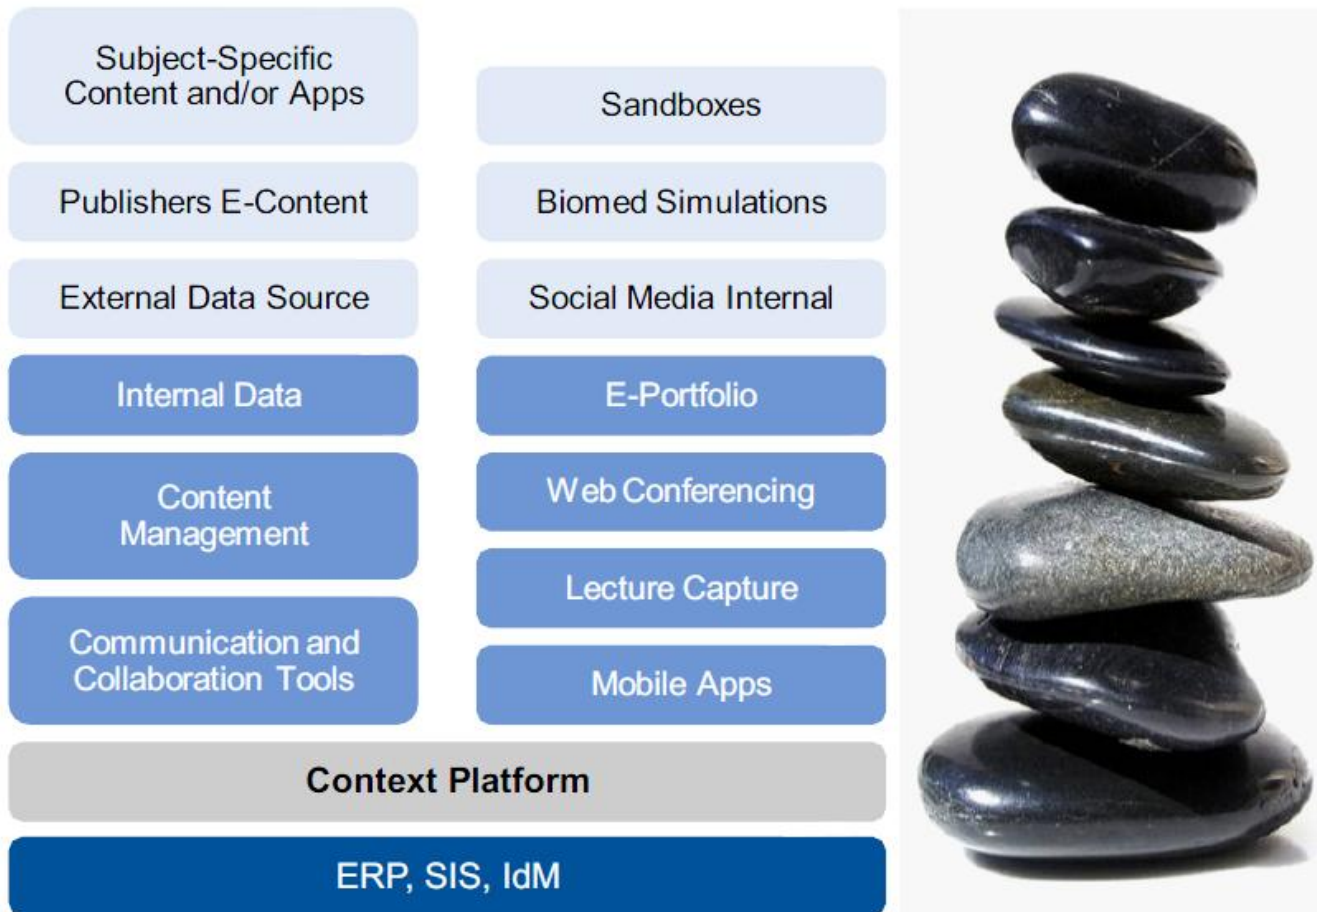 Subject-Specific
Content and/or Apps
Publishers E-Content
External Data Source
Internal Data
Content
Management
Communication and
Collaboration Tools
Sandboxes
Biomed Simulations
Social Media Internal
E-Portfolio
Web Conferencing
Lecture Capture
Mobile Apps
Context Platform
ERP, SIS, IdM